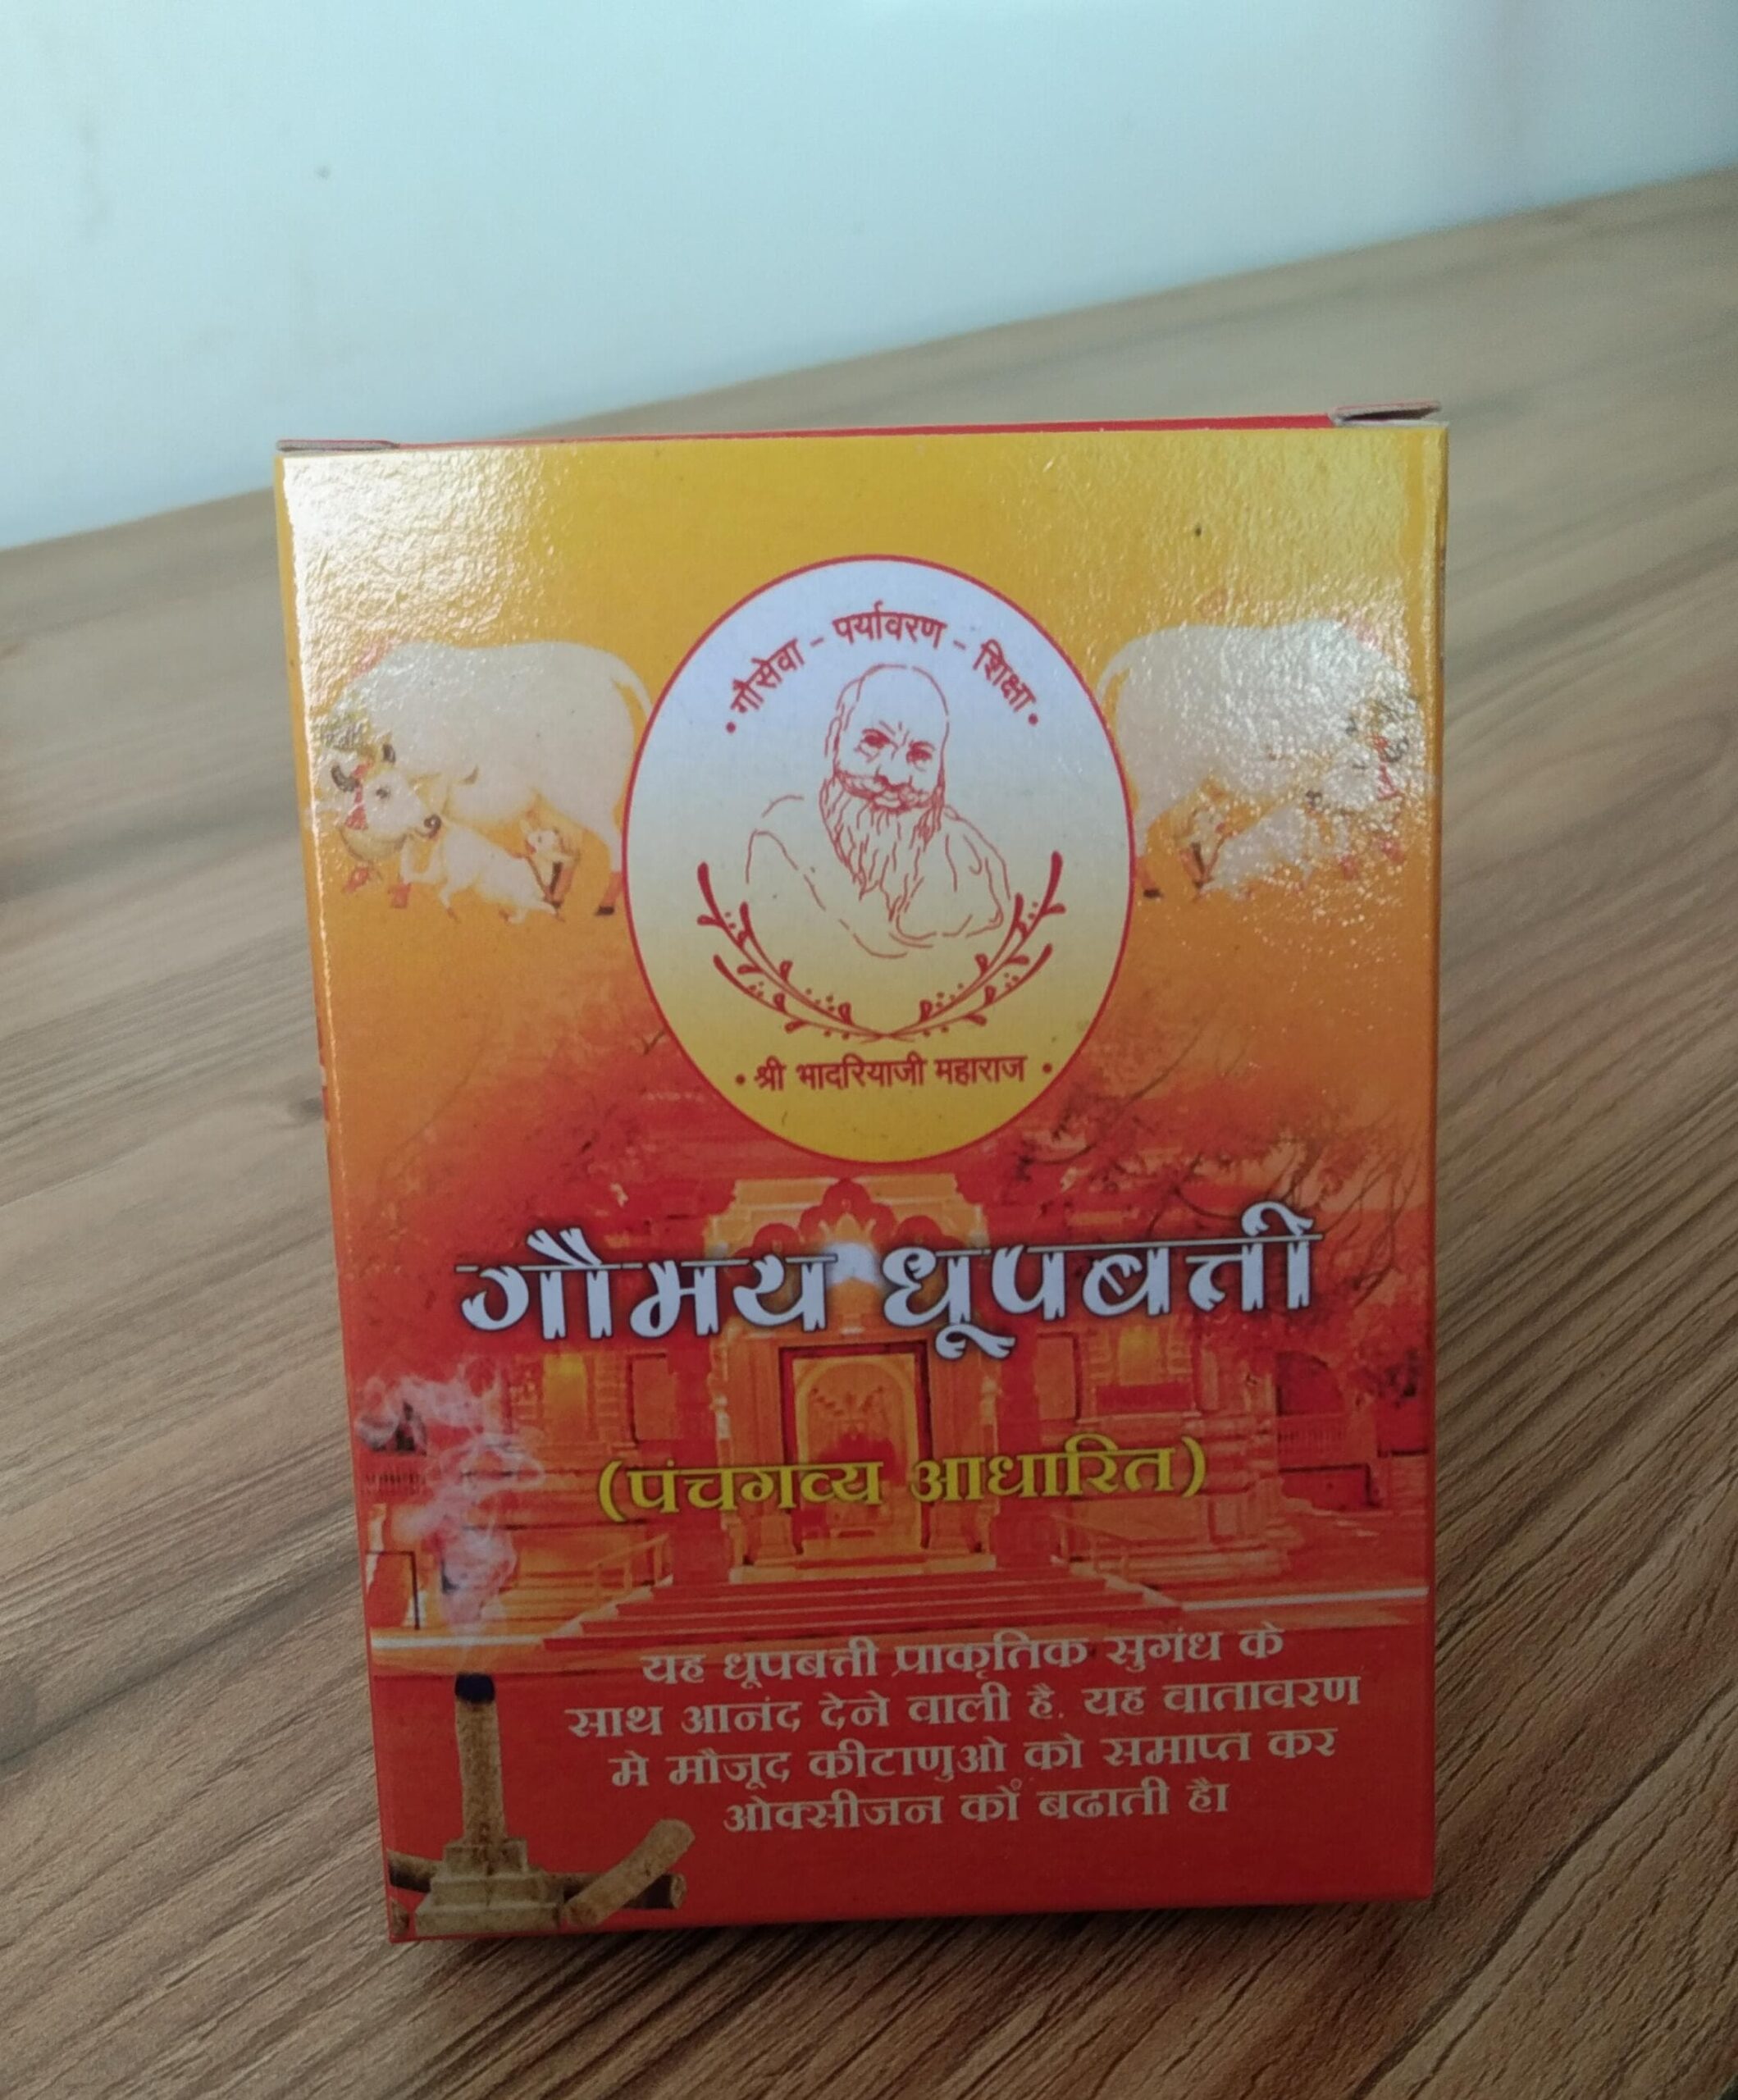 गौसेवा - पर्यावरण - शिक्षा
श्री भादरियाजी महाराज
गौमय धूपबत्ती
(पंचगव्य आधारित)
यह धूपबत्ती प्राकृतिक सुगंध के
साथ आनंद देने वाली है. यह वातावरण
मे मौजूद कीटाणुओ को समाप्त कर
ओक्सीजन कों बढाती है।